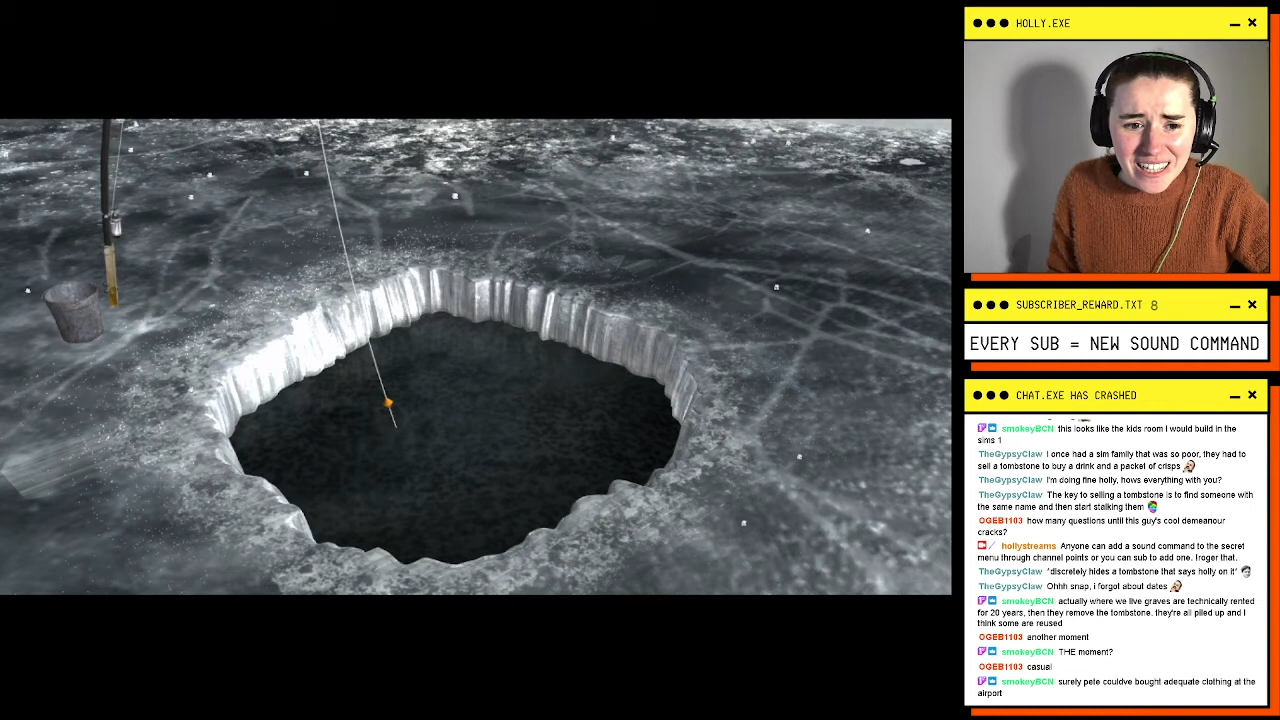 HOLLY.EXE
SUBSCRIBER_REWARD.TXT 8
EVERY SUB = NEW SOUND COMMAND
CHAT.EXE HAS CRASHED
smokeyBCN this looks like the kids room I would build in the
sims 1
TheGypsyClaw I once had a sim family that was so poor, they had to
sell a tombstone to buy a drink and a packet of crisps
TheGypsyClaw I'm doing fine holly, hows everything with you?
TheGypsyClaw The key to selling a tombstone is to find someone with
the same name and then start stalking them
OGEB1103 how many questions until this guy's cool demeanour
cracks?
hollystreams Anyone can add a sound command to the secret
menu through channel points or you can sub to add one. !roger that.
TheGypsyClaw *discretely hides a tombstone that says holly on it*
TheGypsyClaw Ohhh snap, i forgot about dates
smokeyBCN actually where we live graves are technically rented
for 20 years, then they remove the tombstone. they're all piled up and I
think some are reused
OGEB1103 another moment
smokeyBCN THE moment?
OGEB1103 casual
smokeyBCN surely pete couldve bought adequate clothing at the
airport